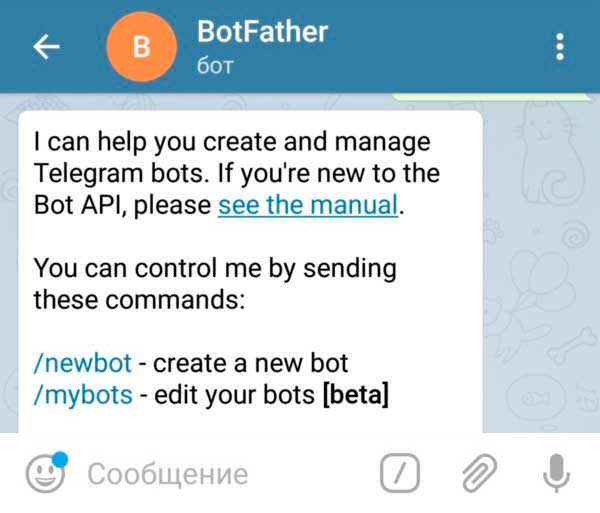 B
BotFather
бот
I can help you create and manage
Telegram bots. If you're new to the
Bot API, please see the manual.
You can control me by sending
these commands:
/newbot - create a new bot
/mybots - edit your bots [beta]
Сообщение
/